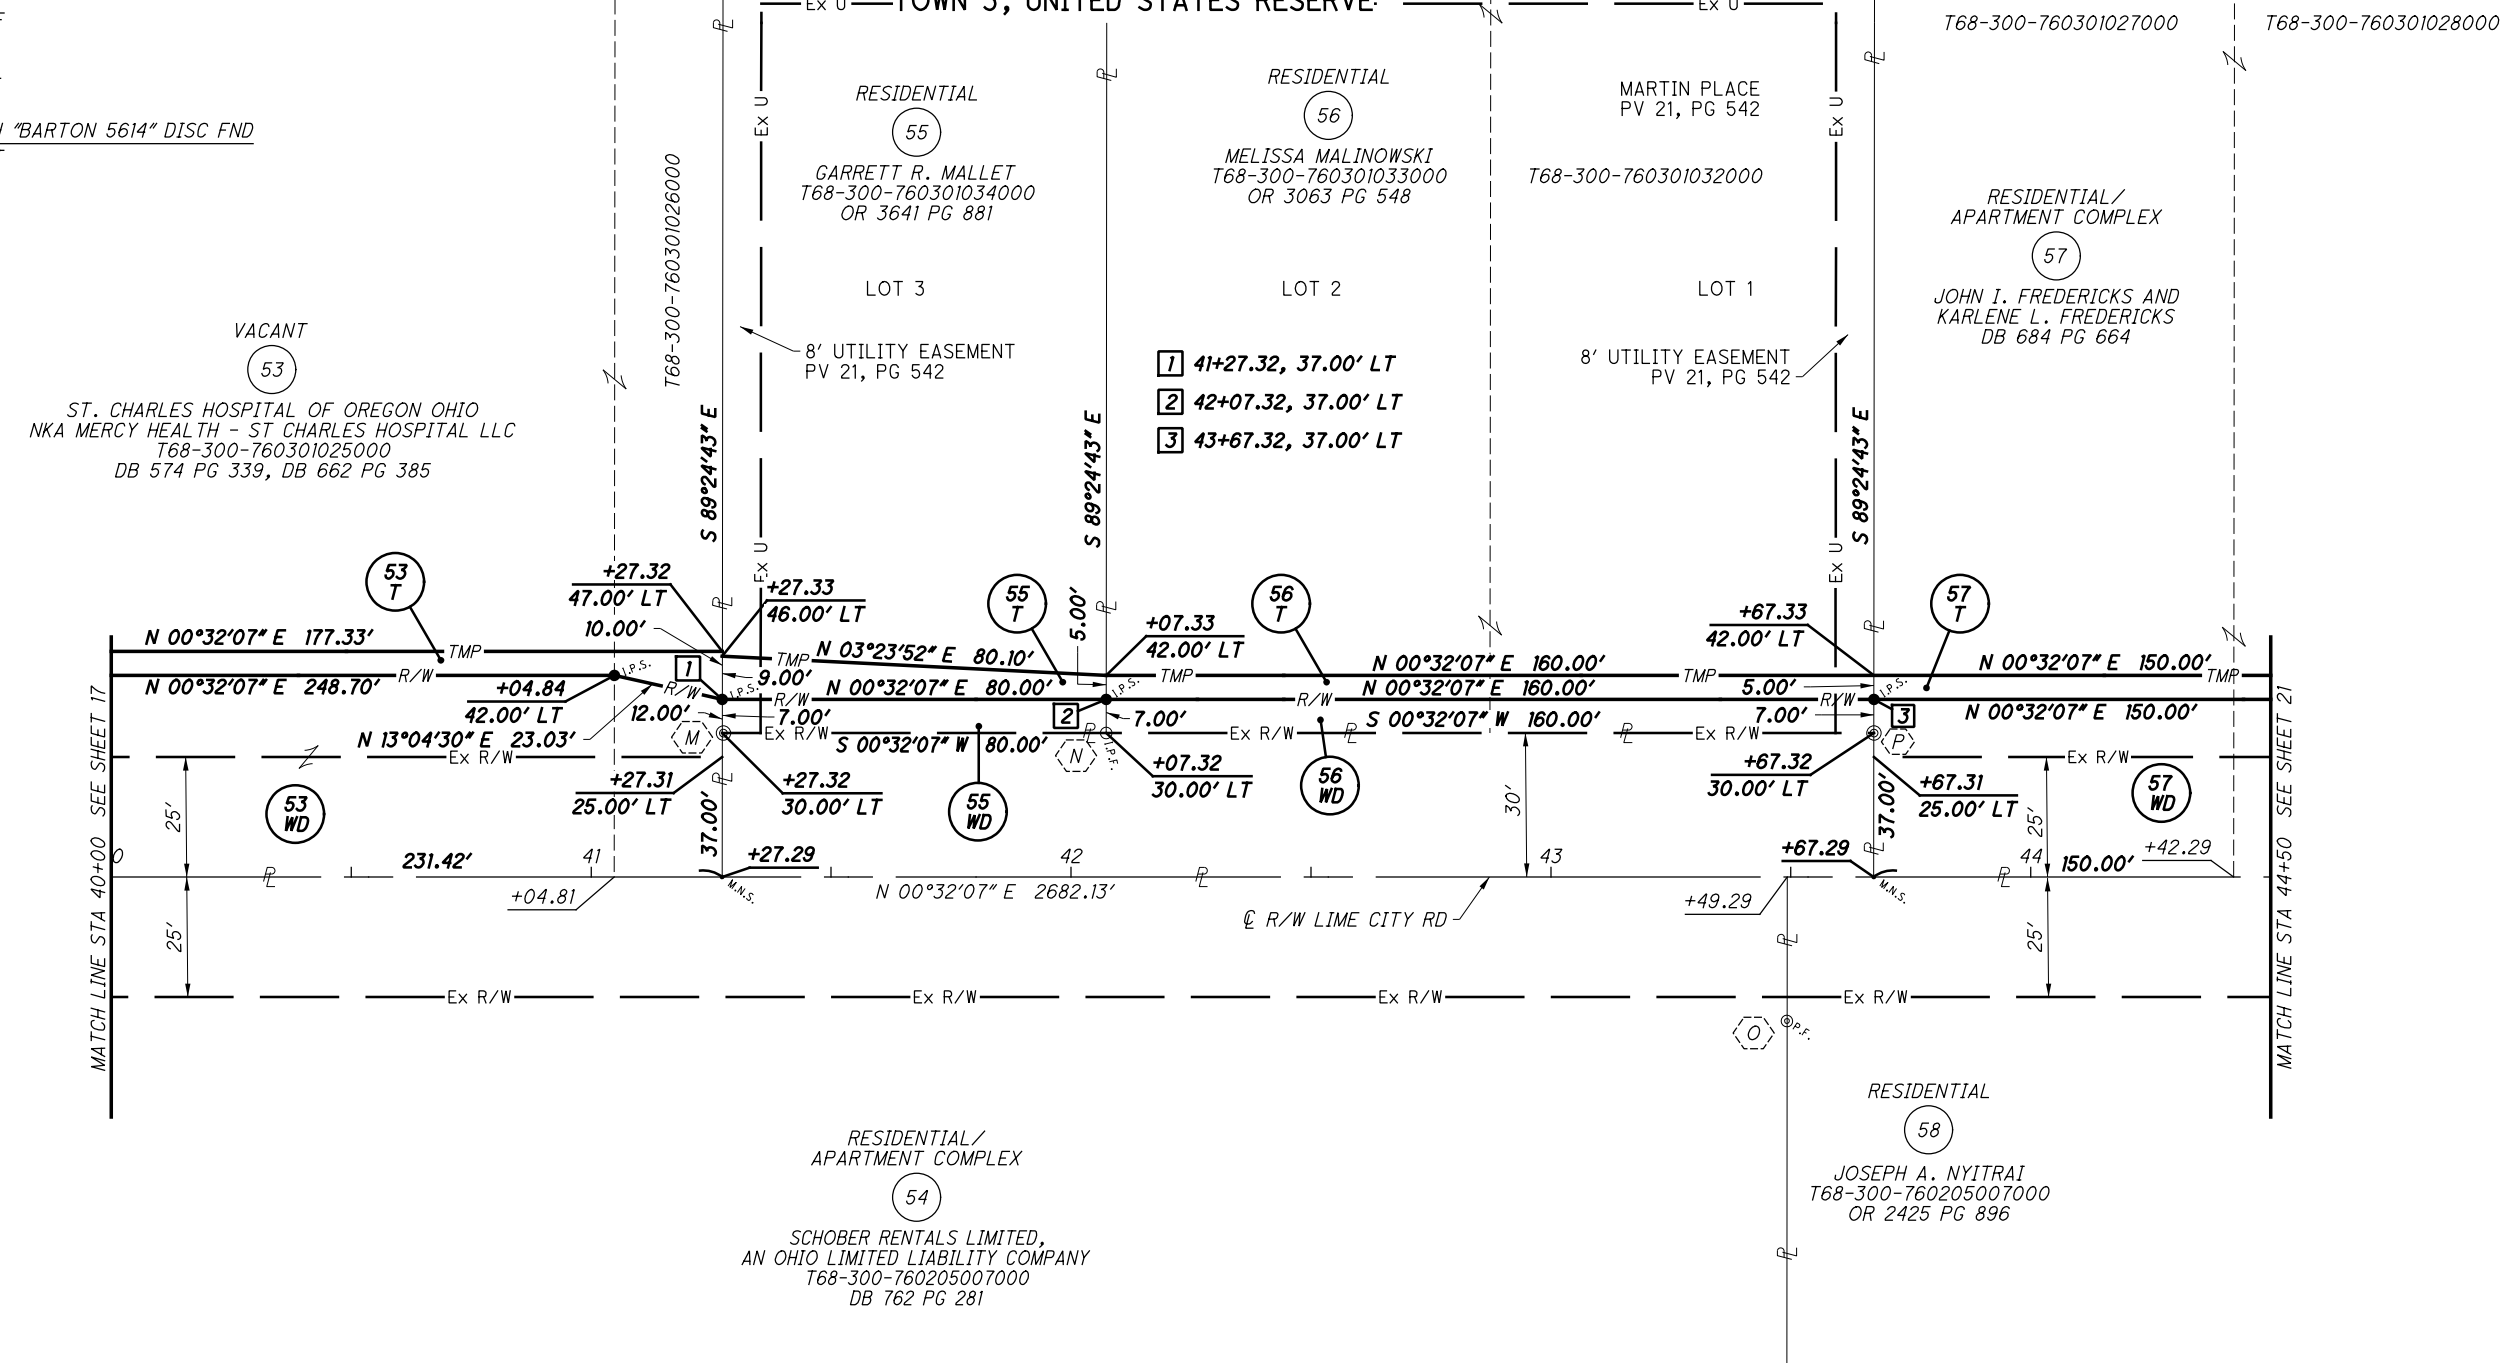 Ex U
TOWN 3, UNITED STATES RESERVE
Ex U
T68-300-760301027000
T68-300-760301028000
"BARTON 5614" DISC FND
RESIDENTIAL
55
GARRETT R. MALLET
T68-300-760301034000
OR 3641 PG 881
RESIDENTIAL
56
MELISSA MALINOWSKI
T68-300-760301033000
OR 3063 PG 548
MARTIN PLACE
PV 21, PG 542
T68-300-760301032000
RESIDENTIAL/
APARTMENT COMPLEX
57
JOHN I. FREDERICKS AND
KARLENE L. FREDERICKS
DB 684 PG 664
Ex U
Ex U
T68-300-760301026000
LOT 3
LOT 2
LOT 1
VACANT
53
ST. CHARLES HOSPITAL OF OREGON OHIO
NKA MERCY HEALTH - ST CHARLES HOSPITAL LLC
T68-300-760301025000
DB 574 PG 339, DB 662 PG 385
8' UTILITY EASEMENT
PV 21, PG 542
1 41+27.32, 37.00' LT
2 42+07.32, 37.00' LT
3 43+67.32, 37.00' LT
8' UTILITY EASEMENT
PV 21, PG 542
S 89°24'43" E
S 89°24'43" E
S 89°24'43" E
Ex U
Ex U
53
T
+27.32
47.00' LT
+27.33
46.00' LT
10.00'
55
T
5.00'
+07.33
42.00' LT
56
T
+67.33
42.00' LT
57
T
N 00°32'07" E 177.33'
TMP
TMP
N 03°23'52" E 80.10'
TMP
N 00°32'07" E 160.00'
TMP
N 00°32'07" E 150.00'
TMP
N 00°32'07" E 248.70'
R/W
I.P.S.
+04.84
42.00' LT
R/W
1
I.P.S.
9.00'
R/W
N 00°32'07" E 80.00'
I.P.S.
R/W
N 00°32'07" E 160.00'
5.00'
R/W
I.P.S.
N 00°32'07" E 150.00'
12.00'
7.00'
2
7.00'
S 00°32'07" W 160.00'
7.00'
3
N 13°04'30" E 23.03'
M
Ex R/W
S 00°32'07" W 80.00'
N
I.P.F.
Ex R/W
Ex R/W
P
Ex R/W
Ex R/W
+27.31
25.00' LT
+27.32
30.00' LT
+07.32
30.00' LT
+67.32
30.00' LT
+67.31
25.00' LT
53
WD
55
WD
56
WD
57
WD
25'
37.00'
30'
37.00'
25'
0
231.42'
41
+27.29
42
43
+67.29
44
150.00'
+42.29
+04.81
M.N.S.
N 00°32'07" E 2682.13'
℄ R/W LIME CITY RD
+49.29
M.N.S.
25'
25'
MATCH LINE STA 40+00 SEE SHEET 17
MATCH LINE STA 44+50 SEE SHEET 21
Ex R/W
Ex R/W
Ex R/W
Ex R/W
O
P.F.
RESIDENTIAL/
APARTMENT COMPLEX
54
SCHOBER RENTALS LIMITED,
AN OHIO LIMITED LIABILITY COMPANY
T68-300-760205007000
DB 762 PG 281
RESIDENTIAL
58
JOSEPH A. NYITRAI
T68-300-760205007000
OR 2425 PG 896